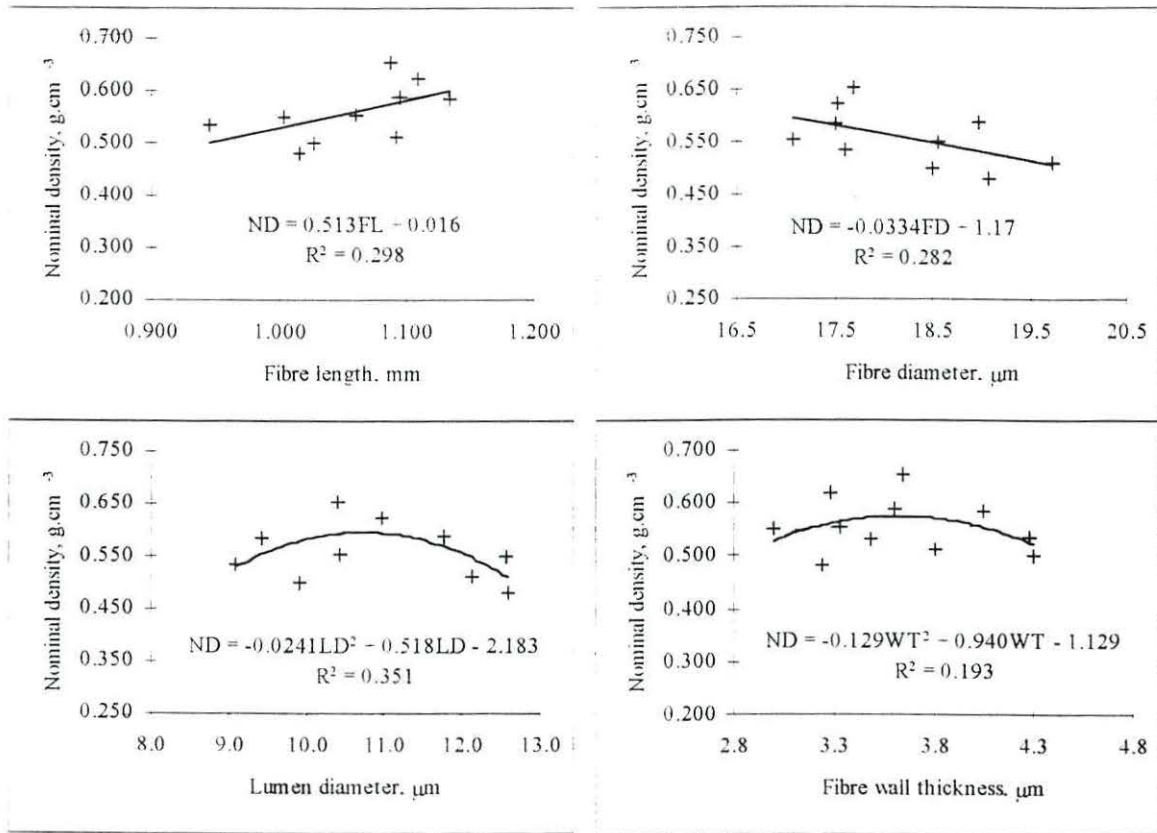 Nominal density, g.cm -3
0.700
0.600
0.500
0.400
0.300
0.200
ND = 0.513FL - 0.016
R² = 0.298
0.900 1.000 1.100 1.200
Fibre length, mm
Nominal density, g.cm -3
0.750
0.650
0.550
0.450
0.350
0.250
ND = -0.0334FD - 1.17
R² = 0.282
16.5 17.5 18.5 19.5 20.5
Fibre diameter, µm
Nominal density, g.cm -3
0.750
0.650
0.550
0.450
0.350
0.250
ND = -0.0241LD² - 0.518LD - 2.183
R² = 0.351
8.0 9.0 10.0 11.0 12.0 13.0
Lumen diameter, µm
Nominal density, g.cm -3
0.700
0.600
0.500
0.400
0.300
0.200
ND = -0.129WT² - 0.940WT - 1.129
R² = 0.193
2.8 3.3 3.8 4.3 4.8
Fibre wall thickness, µm